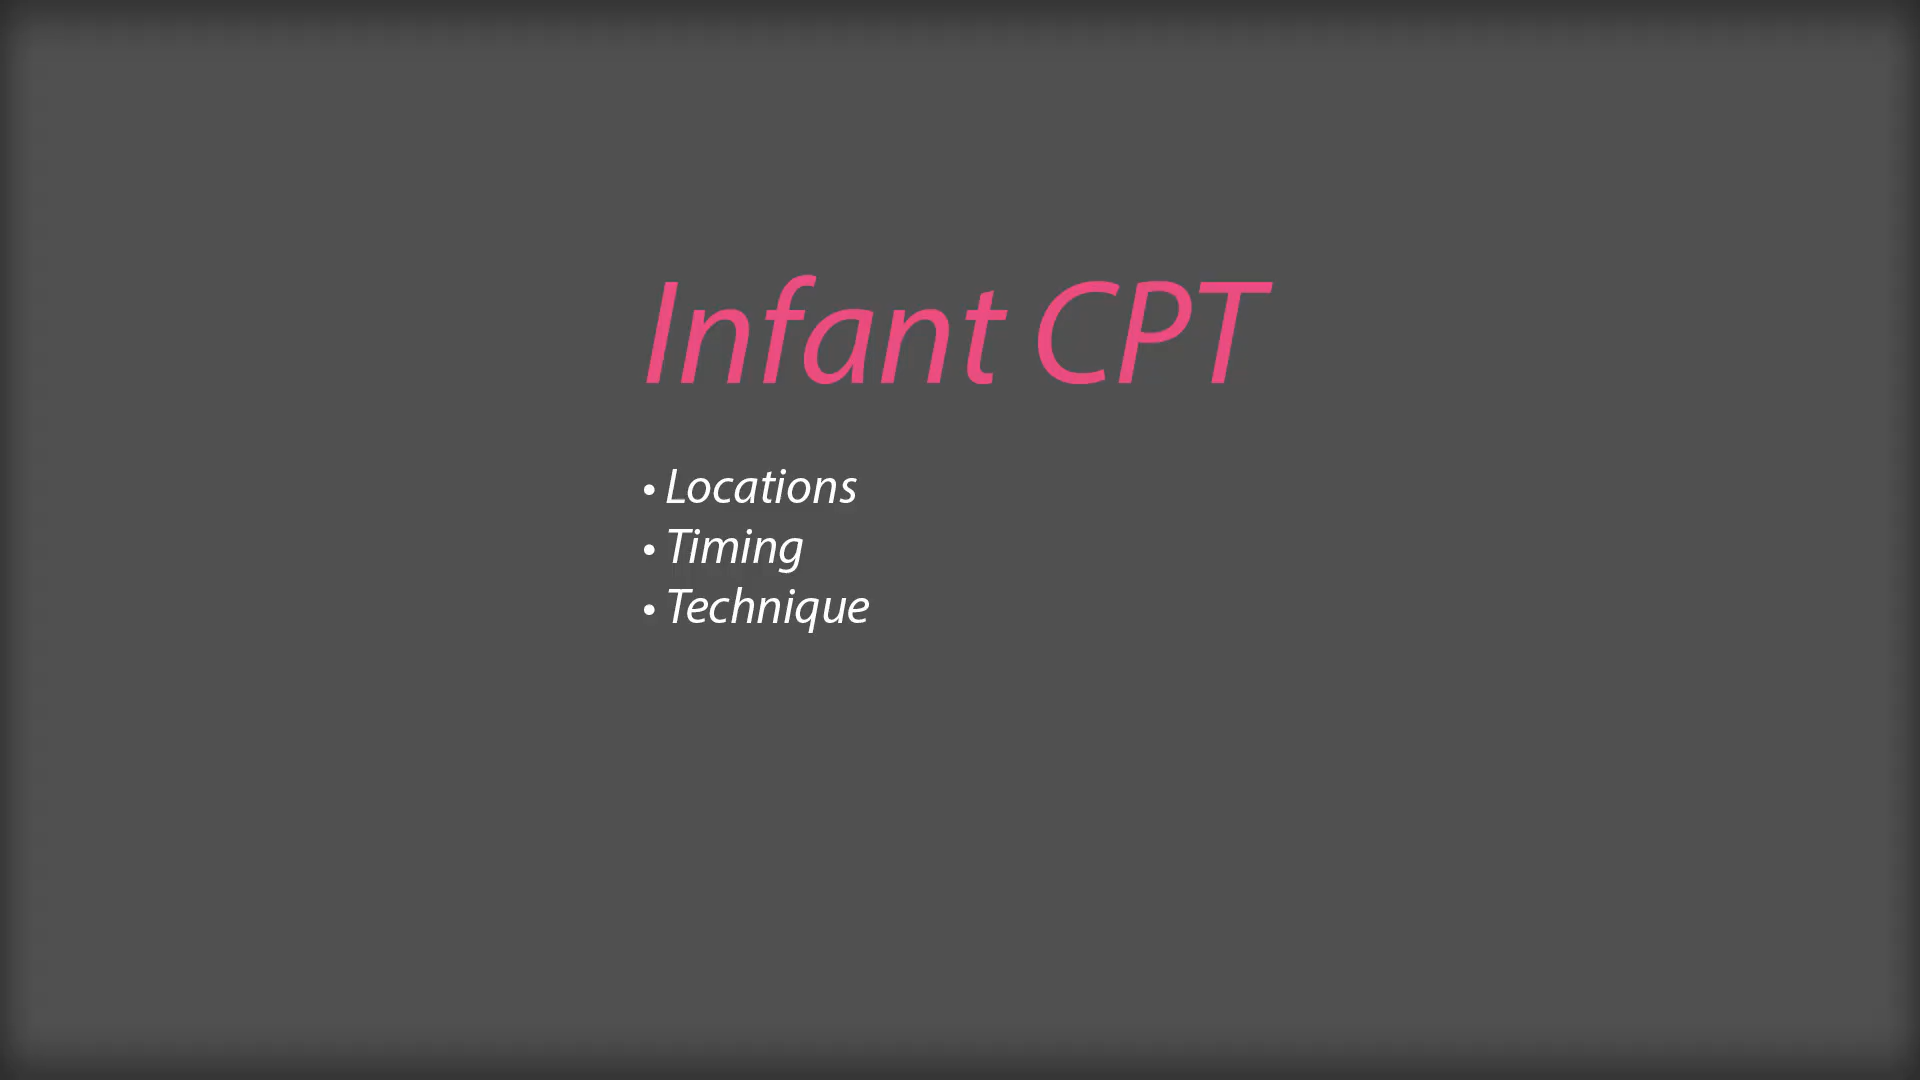 Infant CPT
• Locations
• Timing
• Technique